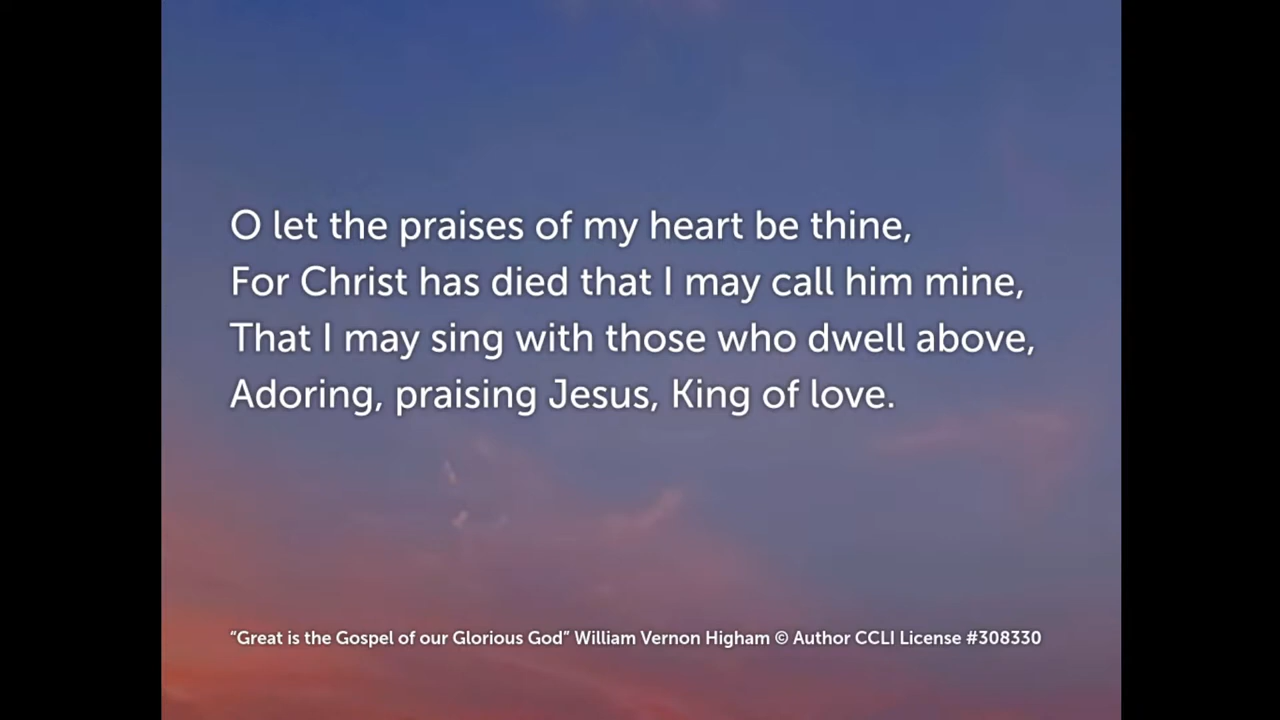 O let the praises of my heart be thine,
For Christ has died that I may call him mine,
That I may sing with those who dwell above,
Adoring, praising Jesus, King of love.
“Great is the Gospel of our Glorious God” William Vernon Higham © Author CCLI License #308330